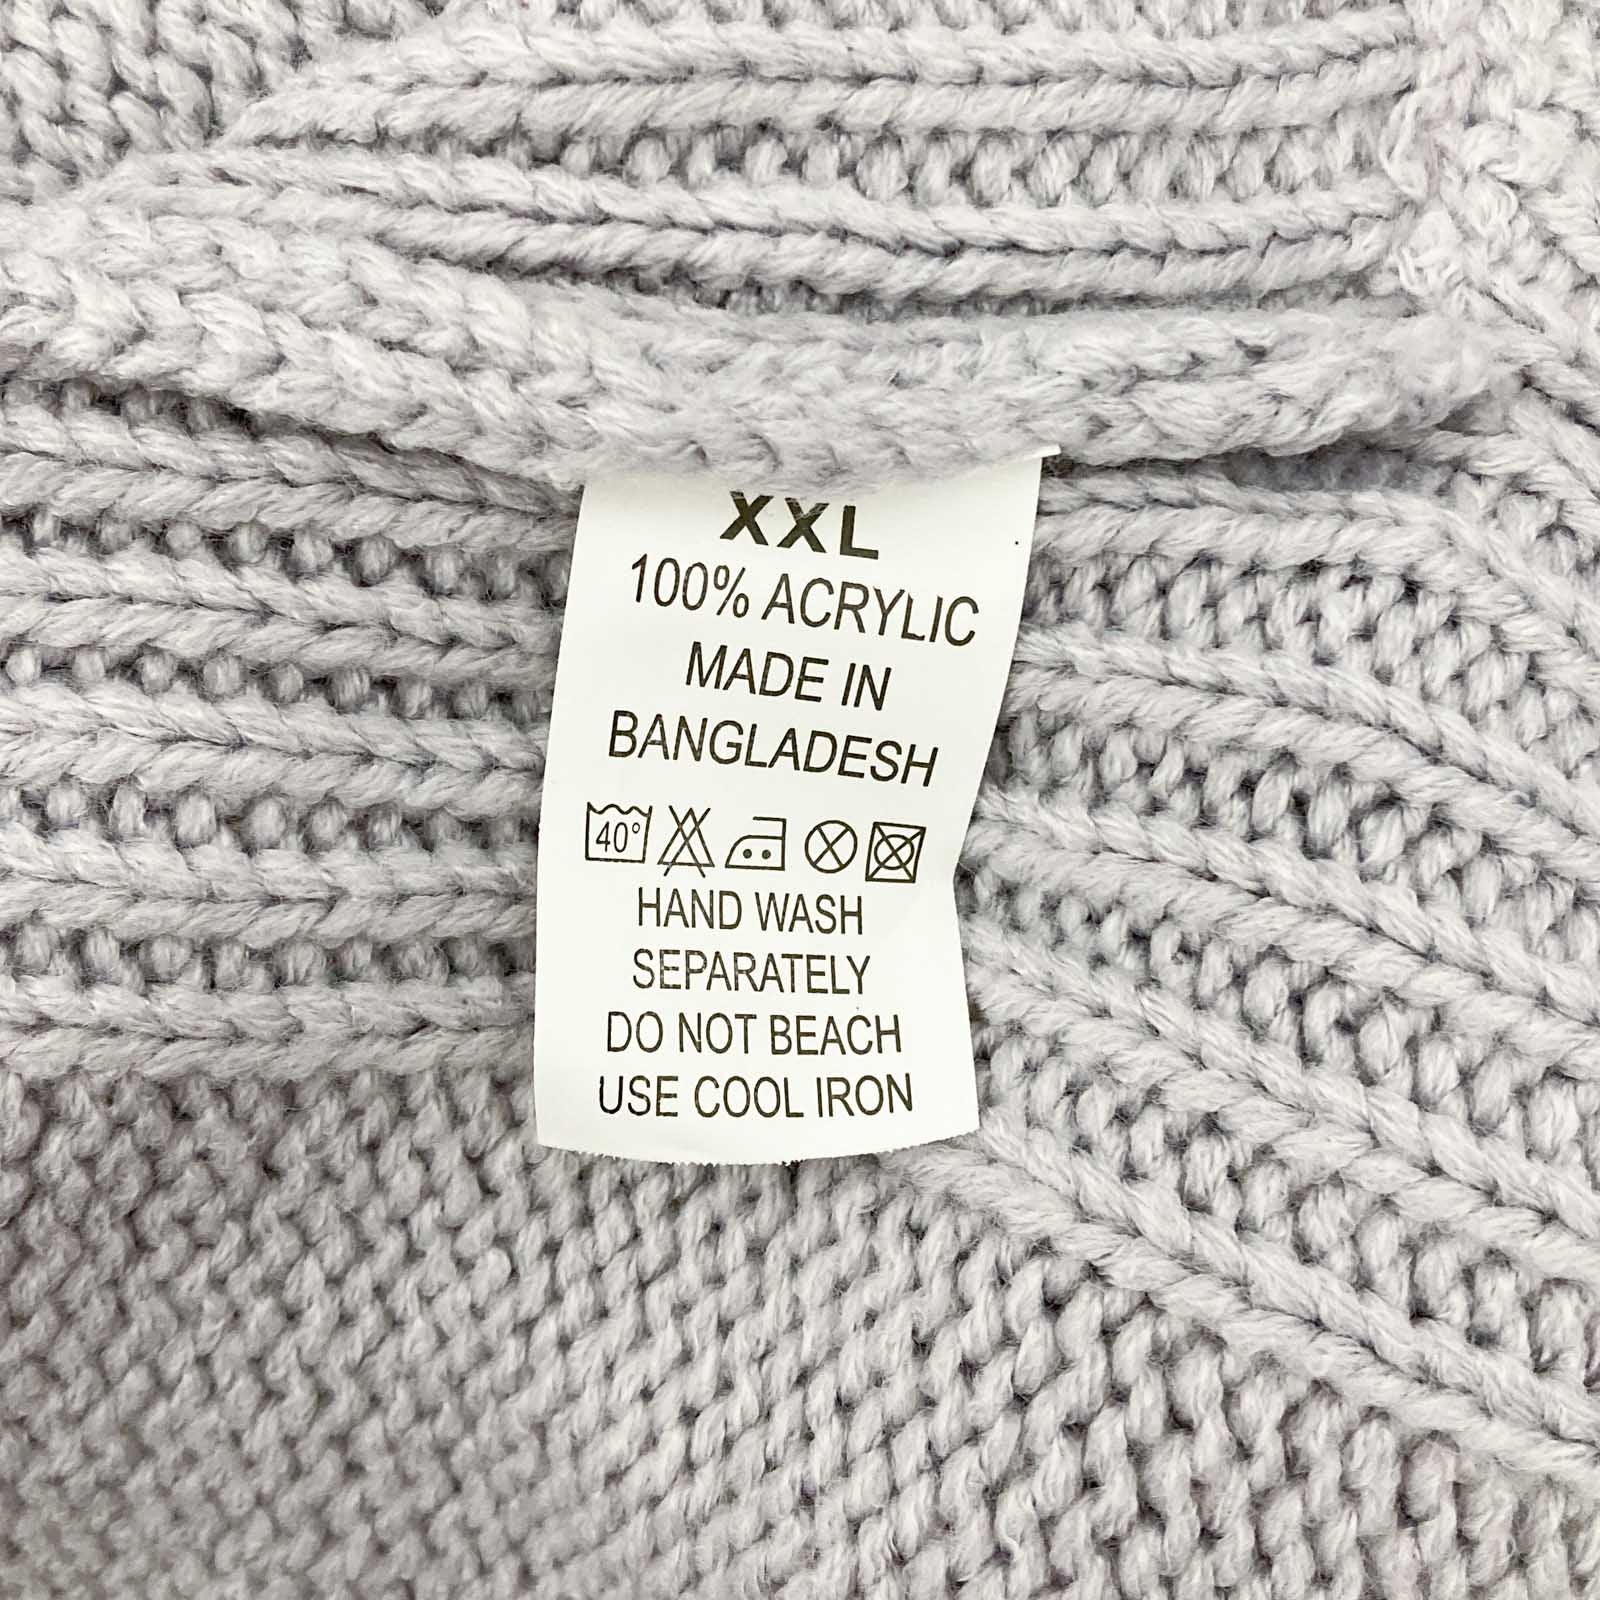 XXL
100% ACRYLIC
MADE IN
BANGLADESH
40°
HAND WASH
SEPARATELY
DO NOT BEACH
USE COOL IRON